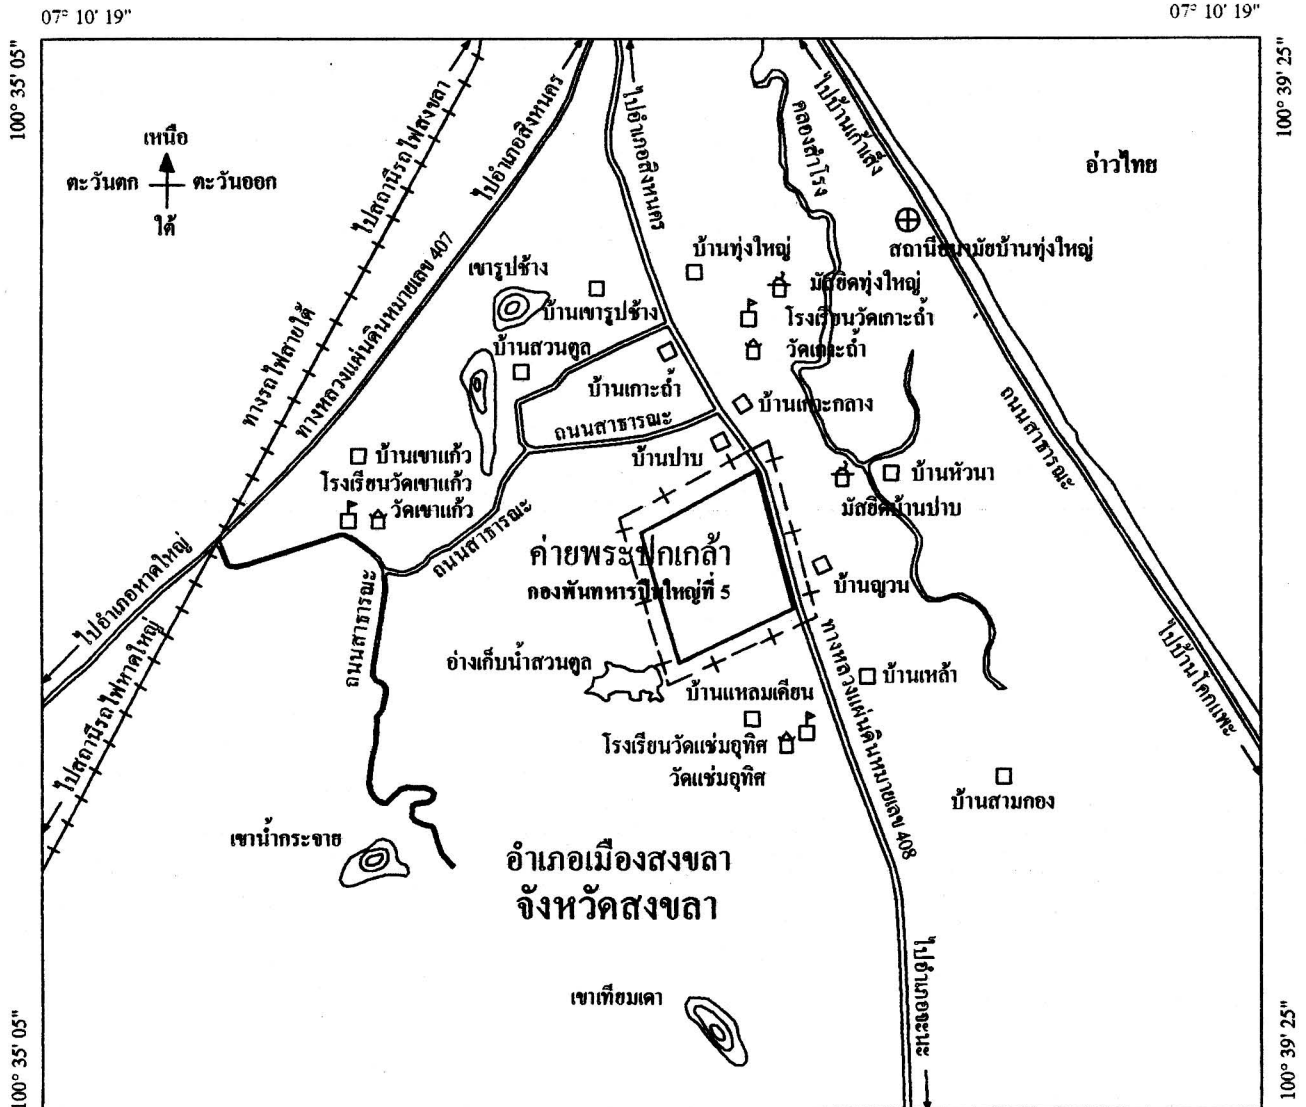 07° 10' 19"
07° 10' 19"
100° 35' 05"
100° 39' 25"
เหนือ
ตะวันตก
ตะวันออก
ใต้
ไปสถานีรถไฟสงขลา
ไปอำเภอสิงหนคร
ไปอำเภอสิงหนคร
คลองสำโรง
ไปบ้านเก้าเส็ง
อ่าวไทย
สถานีอนามัยบ้านทุ่งใหญ่
บ้านทุ่งใหญ่
มัสยิดทุ่งใหญ่
เขารูปช้าง
บ้านเขารูปช้าง
โรงเรียนวัดเกาะถ้ำ
วัดเกาะถ้ำ
บ้านสวนตูล
บ้านเกาะถ้ำ
บ้านเกาะกลาง
ทางรถไฟสายใต้
ทางหลวงแผ่นดินหมายเลข 407
ถนนสาธารณะ
ถนนสาธารณะ
บ้านปาบ
บ้านเขาแก้ว
โรงเรียนวัดเขาแก้ว
วัดเขาแก้ว
บ้านหัวนา
มัสยิดบ้านปาบ
ถนนสาธารณะ
ค่ายพระปกเกล้า
กองพันทหารปืนใหญ่ที่ 5
บ้านญวน
ไปอำเภอหาดใหญ่
ถนนสาธารณะ
ไปสถานีรถไฟหาดใหญ่
อ่างเก็บน้ำสวนตูล
บ้านแหลมเคียน
บ้านเหล้า
ไปบ้านโคกแพะ
โรงเรียนวัดแช่มอุทิศ
วัดแช่มอุทิศ
ทางหลวงแผ่นดินหมายเลข 408
บ้านสามกอง
เขาน้ำกระจาย
อำเภอเมืองสงขลา
จังหวัดสงขลา
ไปอำเภอจะนะ
เขาเทียมเดา
100° 35' 05"
100° 39' 25"